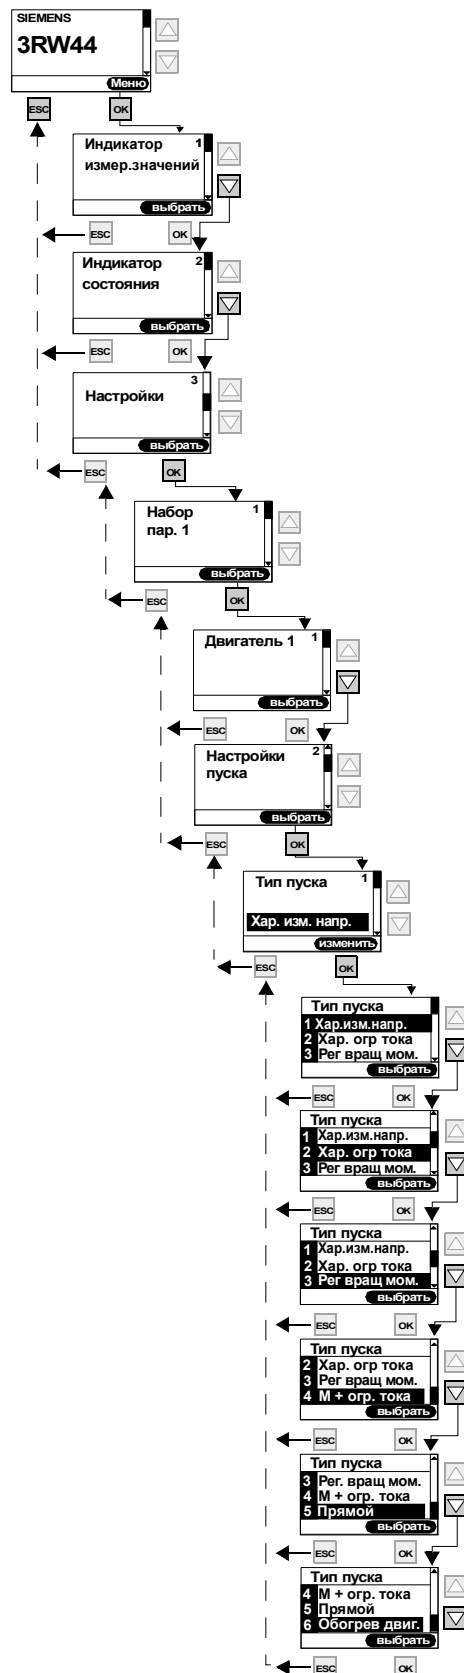 SIEMENS
3RW44
Меню
ESC
OK
Индикатор 1
измер.значений
выбрать
ESC
OK
Индикатор 2
состояния
выбрать
ESC
OK
3
Настройки
выбрать
ESC
OK
Набор 1
пар. 1
выбрать
ESC
OK
Двигатель 1 1
выбрать
ESC
OK
Настройки 2
пуска
выбрать
ESC
OK
Тип пуска 1
Хар. изм. напр.
изменить
ESC
OK
Тип пуска
1 Хар.изм.напр.
2 Хар. огр тока
3 Рег вращ мом.
выбрать
ESC
OK
Тип пуска
1 Хар.изм.напр.
2 Хар. огр тока
3 Рег вращ мом.
выбрать
ESC
OK
Тип пуска
1 Хар.изм.напр.
2 Хар. огр тока
3 Рег вращ мом.
выбрать
ESC
OK
Тип пуска
2 Хар. огр тока
3 Рег вращ мом.
4 М + огр. тока
выбрать
ESC
OK
Тип пуска
3 Рег. вращ мом.
4 М + огр. тока
5 Прямой
выбрать
ESC
OK
Тип пуска
4 М + огр. тока
5 Прямой
6 Обогрев двиг.
выбрать
ESC
OK